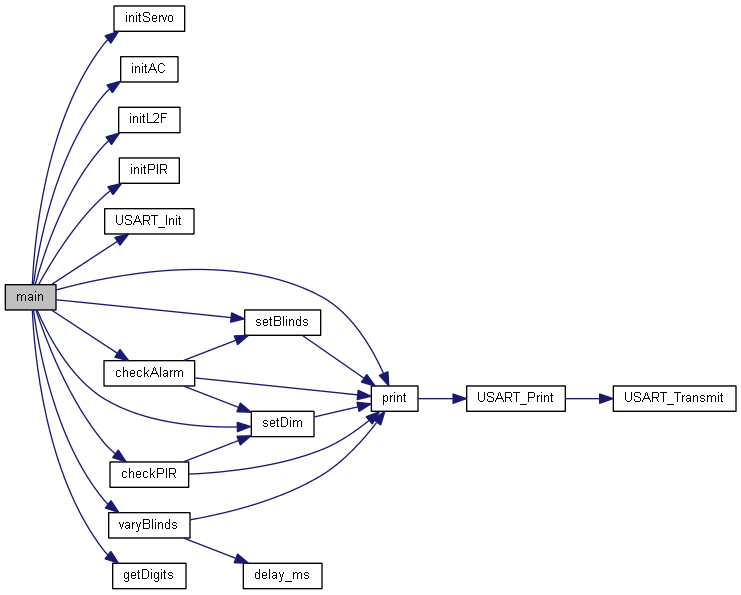 initServo
initAC
initL2F
initPIR
USART_Init
main
setBlinds
checkAlarm
print
USART_Print
USART_Transmit
setDim
checkPIR
varyBlinds
getDigits
delay_ms